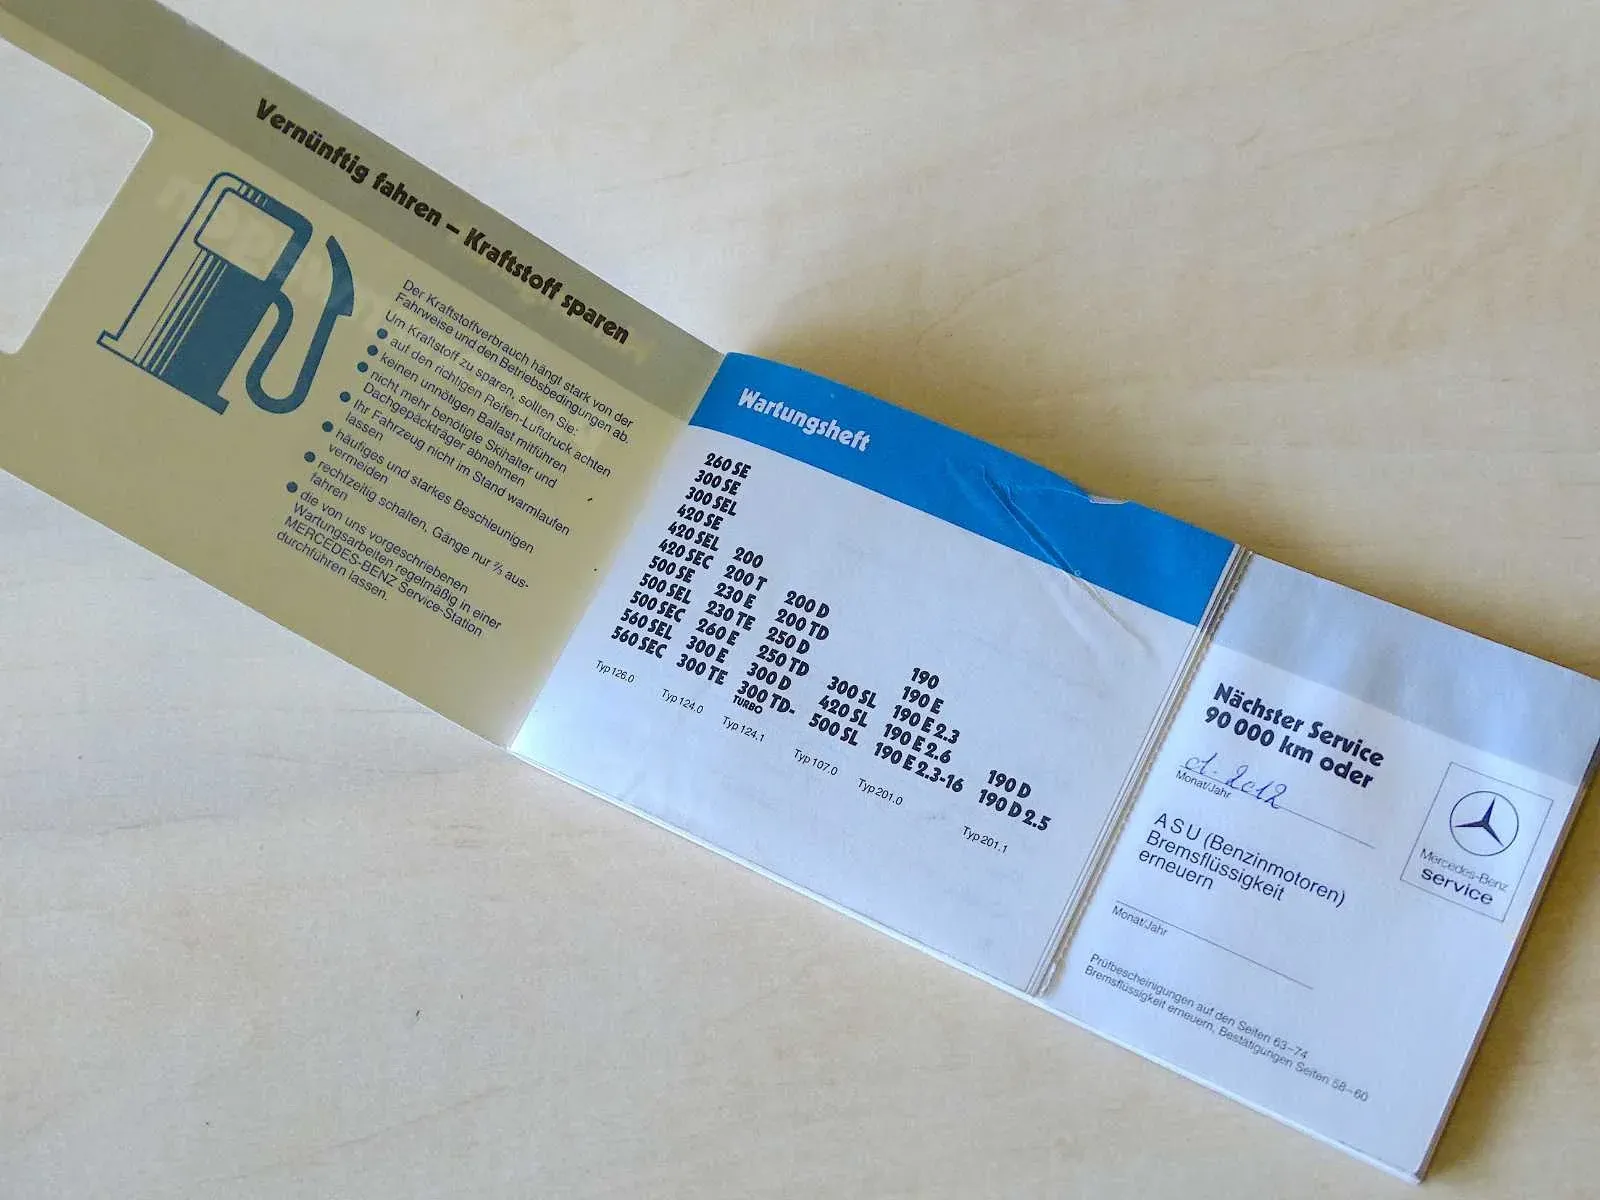 Vernünftig fahren – Kraftstoff sparen
Der Kraftstoffverbrauch hängt stark von der
Fahrweise und den Betriebsbedingungen ab.
Um Kraftstoff zu sparen, sollten Sie:
● auf den richtigen Reifen-Luftdruck achten
● keinen unnötigen Ballast mitführen
● nicht mehr benötigte Skihalter und
Dachgepäckträger abnehmen
● Ihr Fahrzeug nicht im Stand warmlaufen
lassen
● häufiges und starkes Beschleunigen
vermeiden
● rechtzeitig schalten. Gänge nur ⅔ aus-
fahren
● die von uns vorgeschriebenen
Wartungsarbeiten regelmäßig in einer
MERCEDES-BENZ Service-Station
durchführen lassen.
Wartungsheft
260 SE
300 SE
300 SEL
420 SE
420 SEL
420 SEC
500 SE
500 SEL
500 SEC
560 SEL
560 SEC
Typ 126.0
200
200 T
230 E
230 TE
260 E
300 E
300 TE
Typ 124.0
200 D
200 TD
250 D
250 TD
300 D
300 TD-
TURBO
Typ 124.1
300 SL
420 SL
500 SL
Typ 107.0
190
190 E
190 E 2.3
190 E 2.6
190 E 2.3-16
Typ 201.0
190 D
190 D 2.5
Typ 201.1
Nächster Service
90 000 km oder
01. 2012
Monat/Jahr
ASU (Benzinmotoren)
Bremsflüssigkeit
erneuern
Monat/Jahr
Prüfbescheinigungen auf den Seiten 63–74
Bremsflüssigkeit erneuern, Bestätigungen Seiten 58–60
Mercedes-Benz
service